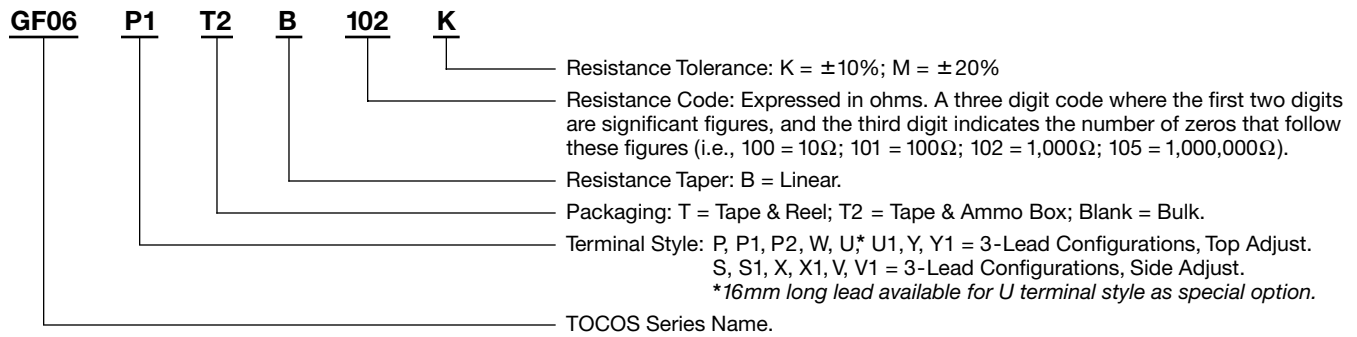 GF06 P1 T2 B 102 K
Resistance Tolerance: K = ±10%; M = ±20%
Resistance Code: Expressed in ohms. A three digit code where the first two digits
are significant figures, and the third digit indicates the number of zeros that follow
these figures (i.e., 100 = 10Ω; 101 = 100Ω; 102 = 1,000Ω; 105 = 1,000,000Ω).
Resistance Taper: B = Linear.
Packaging: T = Tape & Reel; T2 = Tape & Ammo Box; Blank = Bulk.
Terminal Style: P, P1, P2, W, U,* U1, Y, Y1 = 3-Lead Configurations, Top Adjust.
S, S1, X, X1, V, V1 = 3-Lead Configurations, Side Adjust.
*16mm long lead available for U terminal style as special option.
TOCOS Series Name.